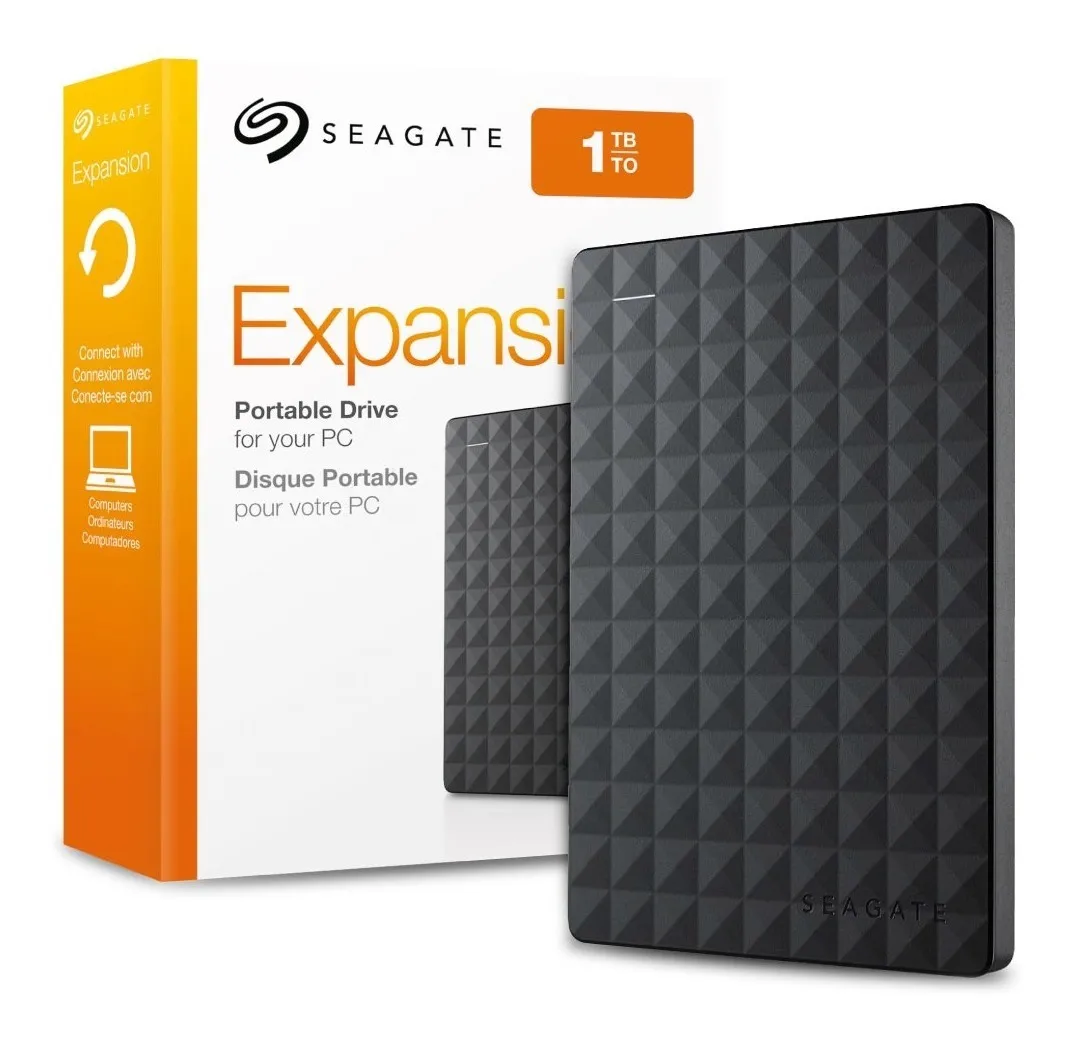 SEAGATE
Expansion
Connect with
Connexion avec
Conecte-se com
Computers
Ordinateurs
Computadores
SEAGATE
1 TB
TO
Expansi
Portable Drive
for your PC
Disque Portable
pour votre PC
SEAGATE